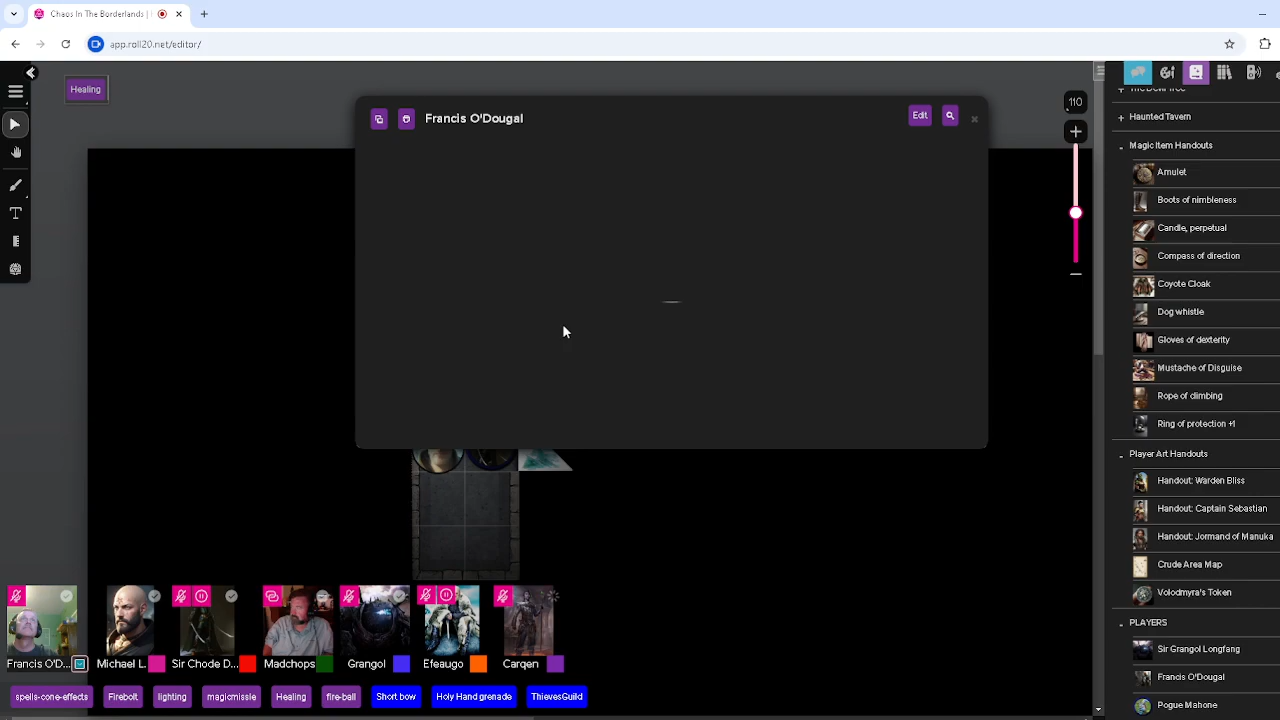 Chaos In The Borderlands |
app.roll20.net/editor/
Healing
Francis O'Dougal
Edit
110
Haunted Tavern
Magic Item Handouts
Amulet
Boots of nimbleness
Candle, perpetual
Compass of direction
Coyote Cloak
Dog whistle
Gloves of dexterity
Mustache of Disguise
Rope of climbing
Ring of protection +1
Player Art Handouts
Handout: Warden Bliss
Handout: Captain Sebastian
Handout: Jormand of Manuka
Crude Area Map
Volodmyra's Token
PLAYERS
Sir Grangol Longfang
Francis O'Dougal
Pogue Mahone
Francis O'D...
Michael L.
Sir Chode D...
Madchops
Grangol
Efeaugo
Carqen
spells-cone-effects
Firebolt
lighting
magicmissle
Healing
fire-ball
Short bow
Holy Hand grenade
ThievesGuild